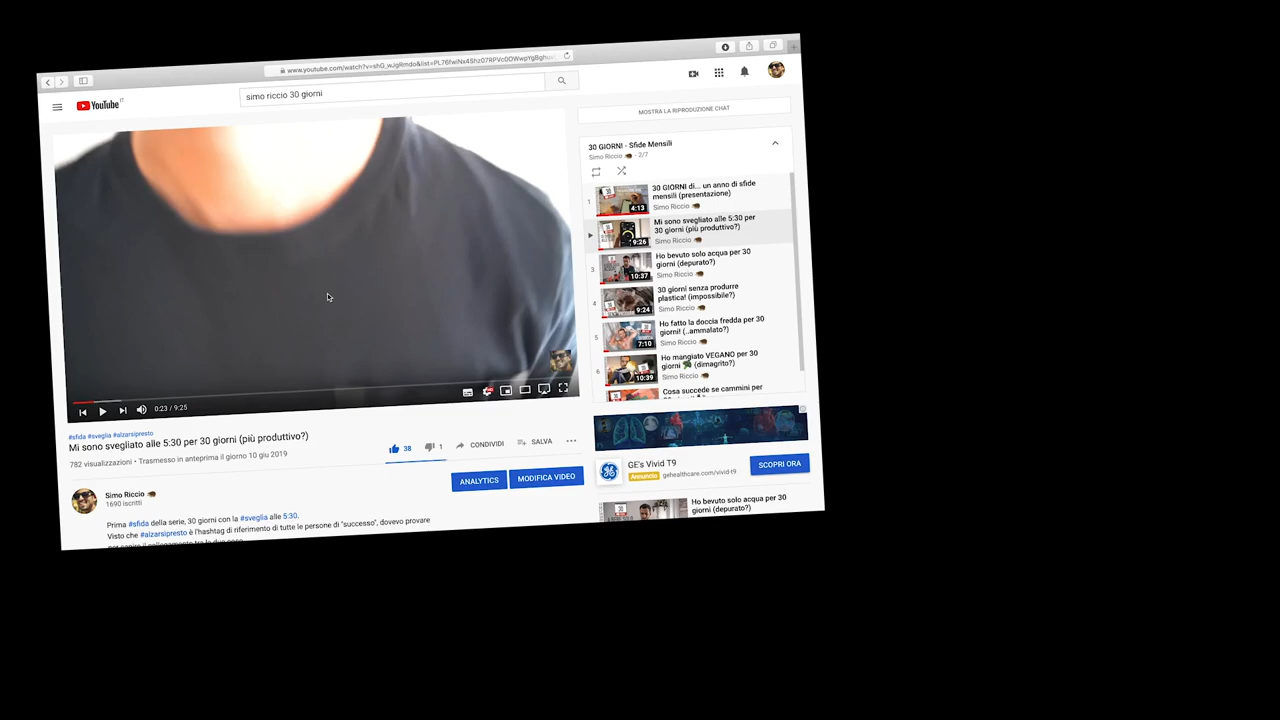 simo riccio 30 giorni
YouTube IT
MOSTRA LA RIPRODUZIONE CHAT
30 GIORNI - Sfide Mensili
Simo Riccio - 2/7
1
30 GIORNI di... un anno di sfide
mensili (presentazione)
Simo Riccio
4:13
Mi sono svegliato alle 5:30 per
30 giorni (più produttivo?)
Simo Riccio
9:26
3
Ho bevuto solo acqua per 30
giorni (depurato?)
Simo Riccio
10:37
4
30 giorni senza produrre
plastica! (impossibile?)
Simo Riccio
9:24
5
Ho fatto la doccia fredda per 30
giorni! (..ammalato?)
Simo Riccio
7:10
6
Ho mangiato VEGANO per 30
giorni 🥦 (dimagrito?)
Simo Riccio
10:39
Cosa succede se cammini per
0:23 / 9:25
#sfida #sveglia #alzarsipresto
Mi sono svegliato alle 5:30 per 30 giorni (più produttivo?)
782 visualizzazioni • Trasmesso in anteprima il giorno 10 giu 2019
38
1
CONDIVIDI
SALVA
Simo Riccio
1690 iscritti
ANALYTICS
MODIFICA VIDEO
Prima #sfida della serie, 30 giorni con la #sveglia alle 5:30.
Visto che #alzarsipresto è l'hashtag di riferimento di tutte le persone di "successo", dovevo provare
GE's Vivid T9
Annuncio gehealthcare.com/vivid-t9
SCOPRI ORA
Ho bevuto solo acqua per 30
giorni (depurato?)